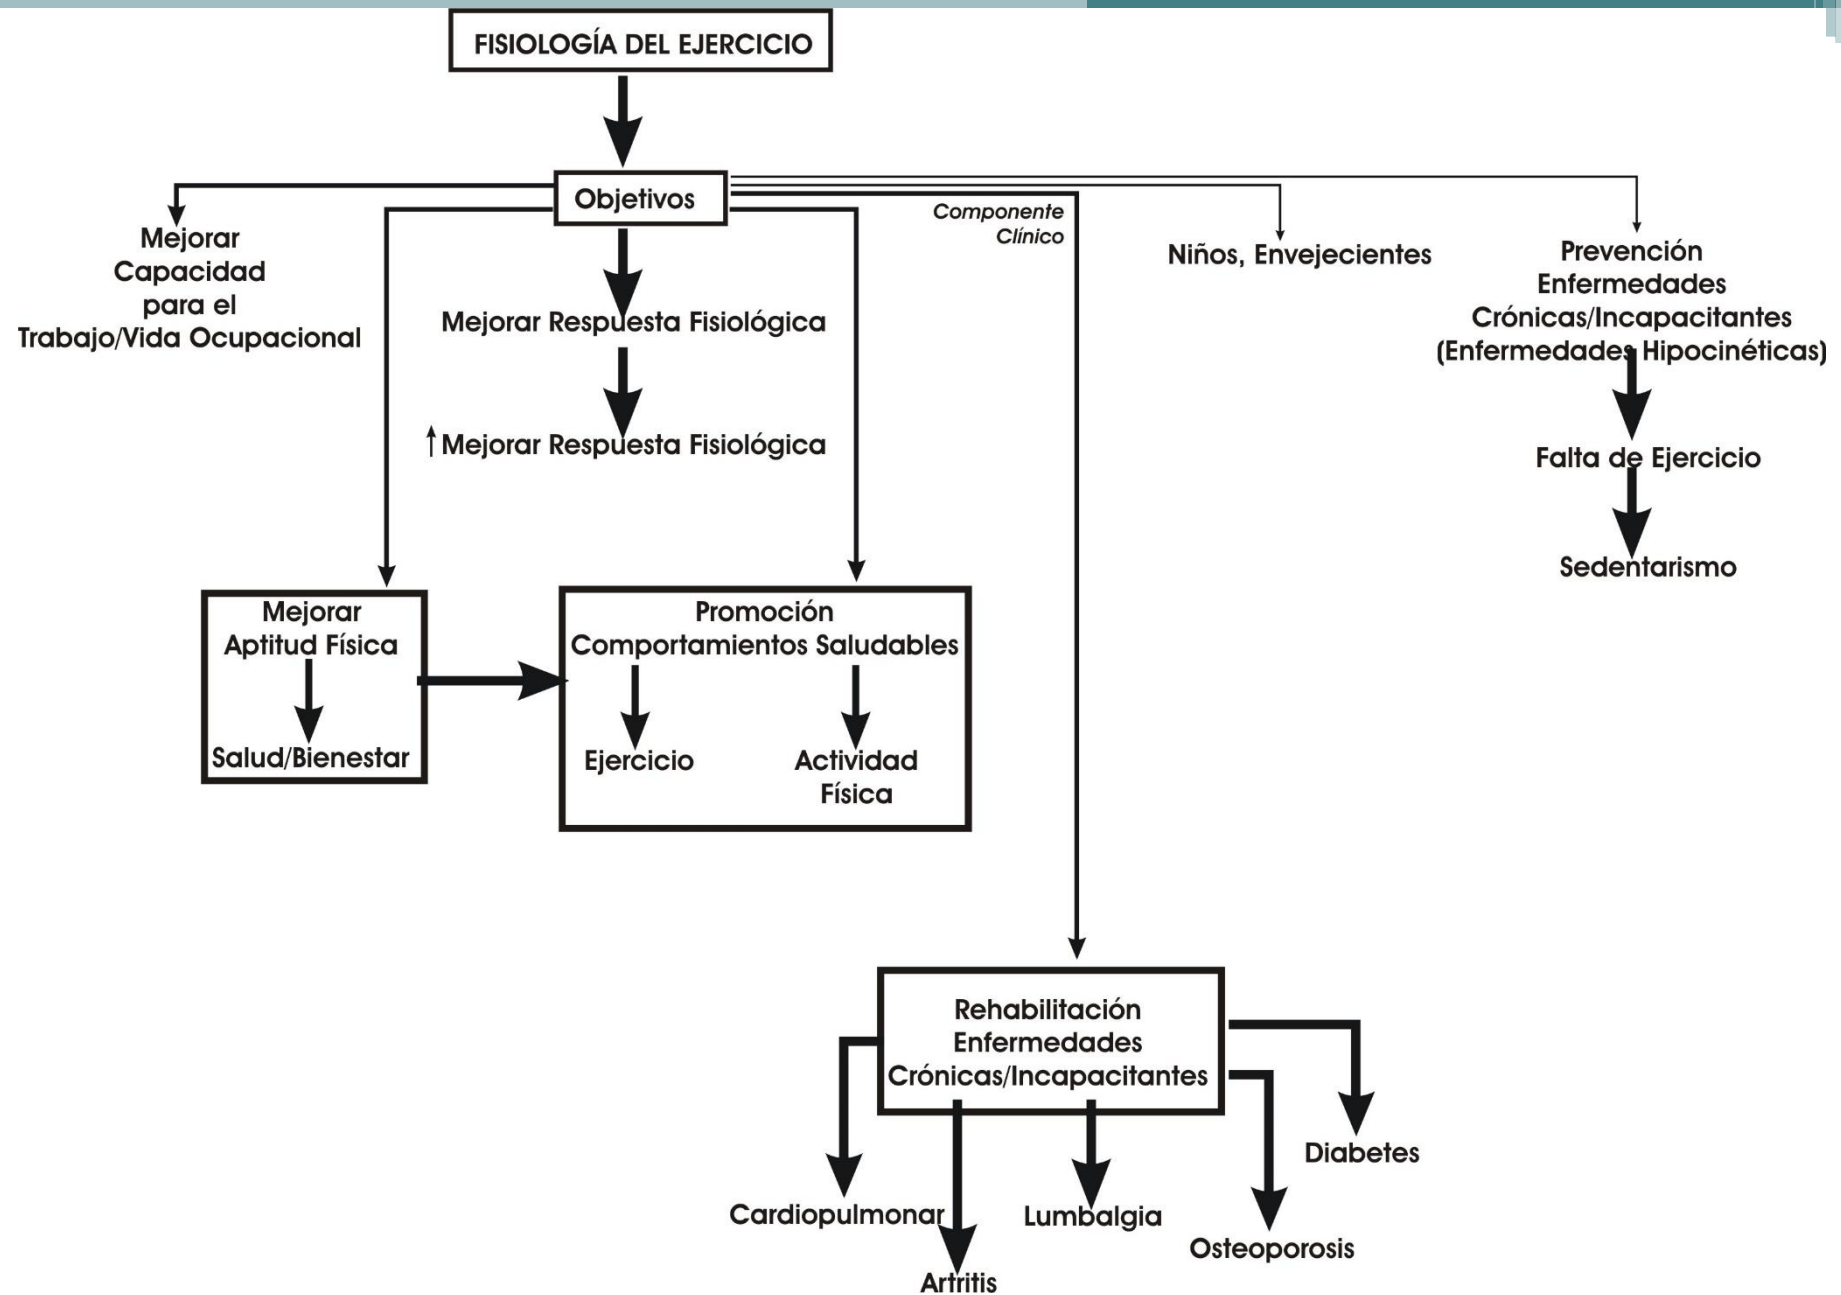 FISIOLOGÍA DEL EJERCICIO
Objetivos
Mejorar
Capacidad
para el
Trabajo/Vida Ocupacional
Mejorar Respuesta Fisiológica
↑Mejorar Respuesta Fisiológica
Componente
Clínico
Niños, Envejecientes
Prevención
Enfermedades
Crónicas/Incapacitantes
(Enfermedades Hipocinéticas)
Falta de Ejercicio
Sedentarismo
Mejorar
Aptitud Física
Salud/Bienestar
Promoción
Comportamientos Saludables
Ejercicio
Actividad
Física
Rehabilitación
Enfermedades
Crónicas/Incapacitantes
Cardiopulmonar
Artritis
Lumbalgia
Osteoporosis
Diabetes